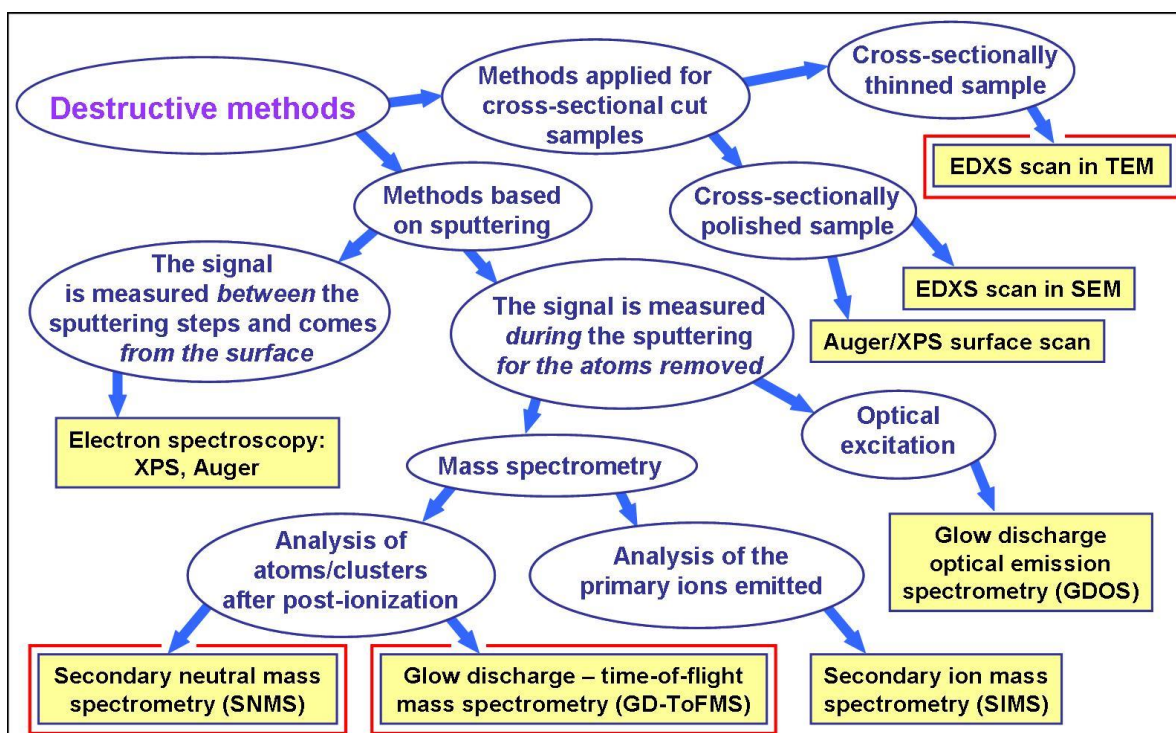 Destructive methods
Methods applied for
cross-sectional cut
samples
Cross-sectionally
thinned sample
EDXS scan in TEM
Methods based
on sputtering
Cross-sectionally
polished sample
EDXS scan in SEM
Auger/XPS surface scan
The signal
is measured between the
sputtering steps and comes
from the surface
The signal is measured
during the sputtering
for the atoms removed
Electron spectroscopy:
XPS, Auger
Optical
excitation
Mass spectrometry
Glow discharge
optical emission
spectrometry (GDOS)
Analysis of
atoms/clusters
after post-ionization
Analysis of the
primary ions emitted
Secondary neutral mass
spectrometry (SNMS)
Glow discharge – time-of-flight
mass spectrometry (GD-ToFMS)
Secondary ion mass
spectrometry (SIMS)